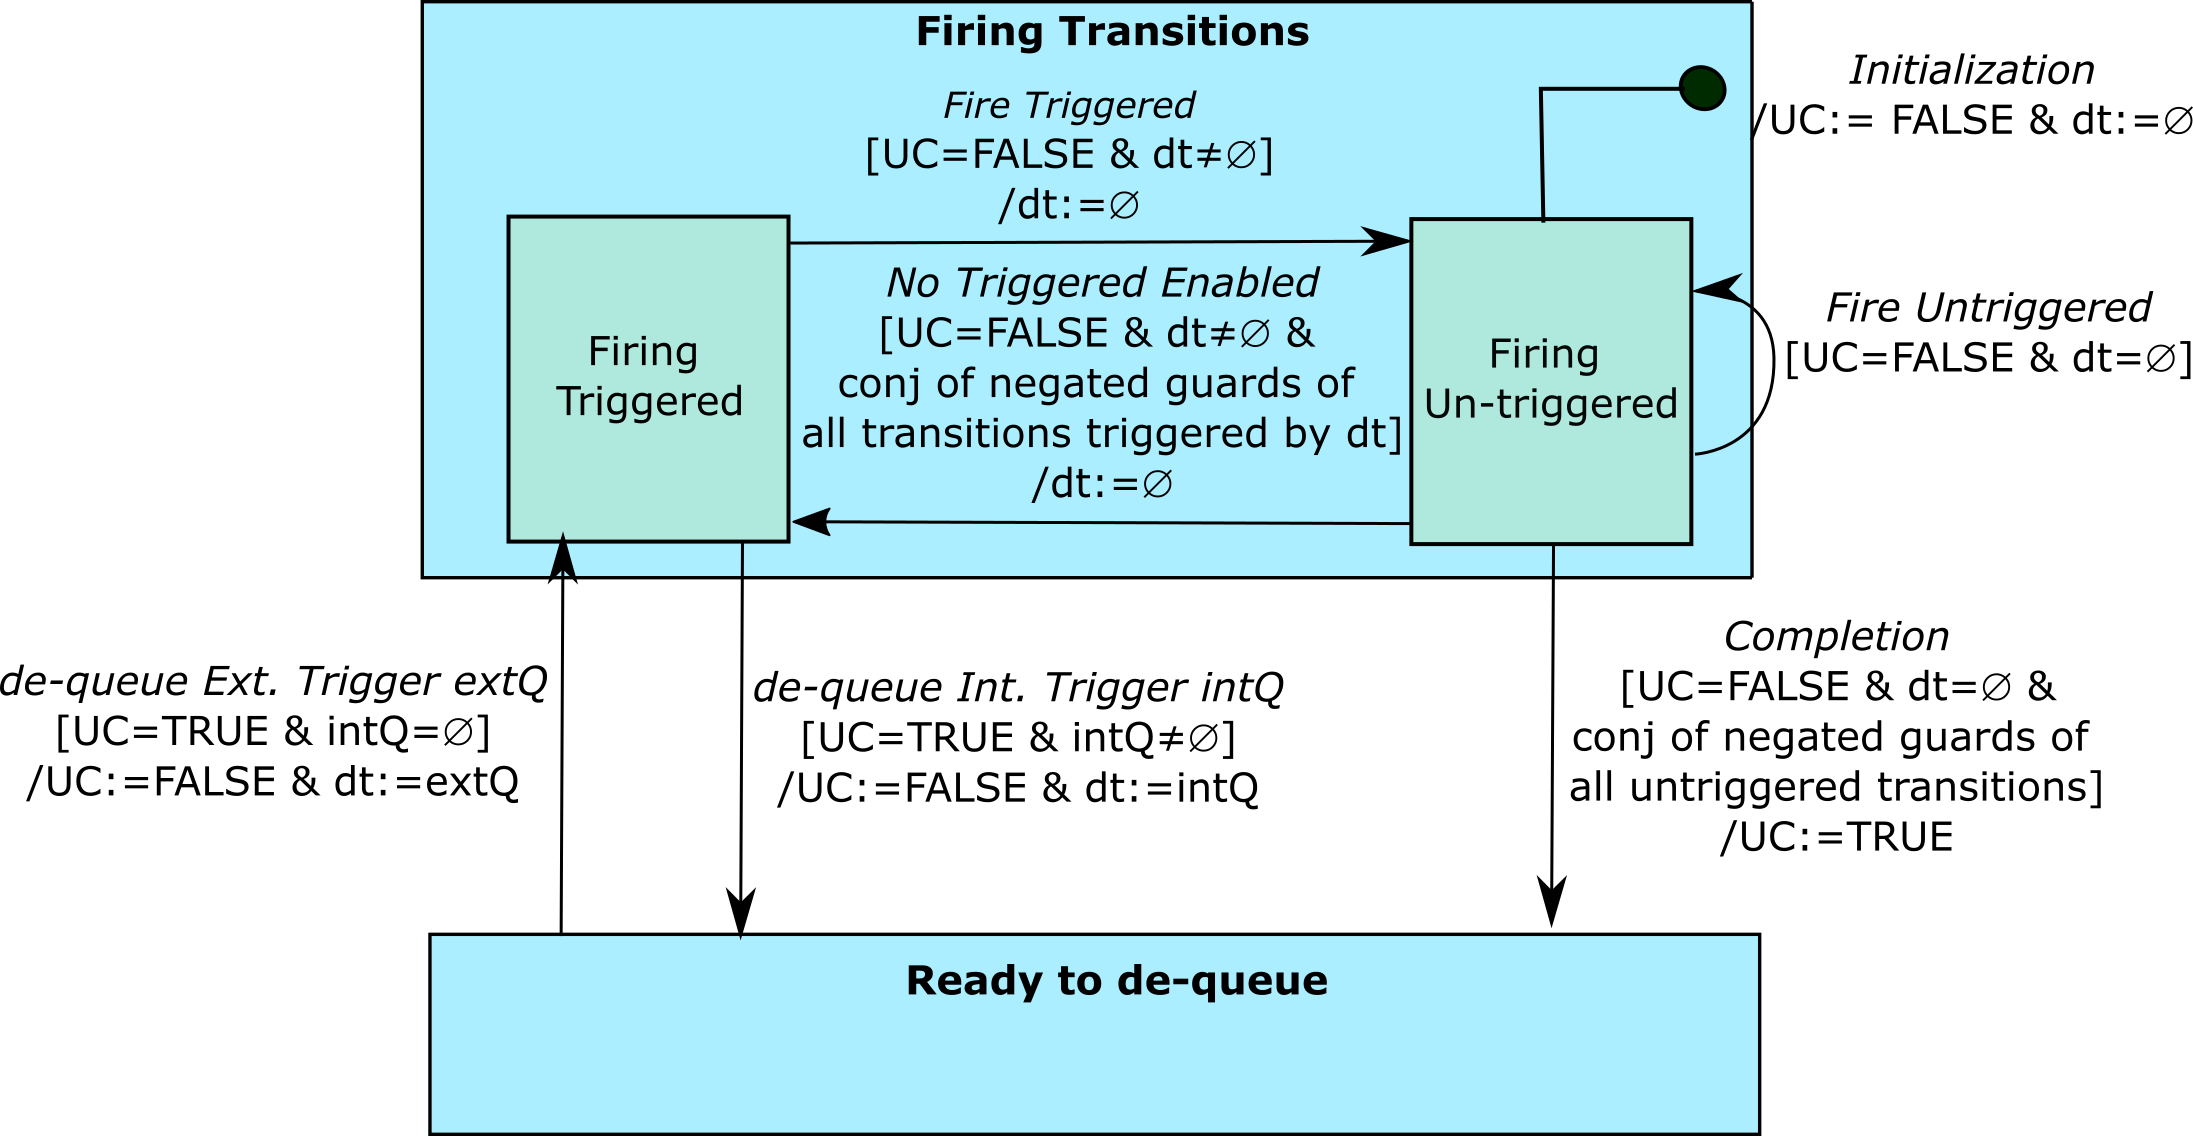 Firing Transitions
Initialization
/UC:= FALSE & dt:=∅
Fire Triggered
[UC=FALSE & dt≠∅]
/dt:=∅
No Triggered Enabled
[UC=FALSE & dt≠∅ &
conj of negated guards of
all transitions triggered by dt]
/dt:=∅
Firing
Triggered
Firing
Un-triggered
Fire Untriggered
[UC=FALSE & dt=∅]
de-queue Ext. Trigger extQ
[UC=TRUE & intQ=∅]
/UC:=FALSE & dt:=extQ
de-queue Int. Trigger intQ
[UC=TRUE & intQ≠∅]
/UC:=FALSE & dt:=intQ
Completion
[UC=FALSE & dt=∅ &
conj of negated guards of
all untriggered transitions]
/UC:=TRUE
Ready to de-queue